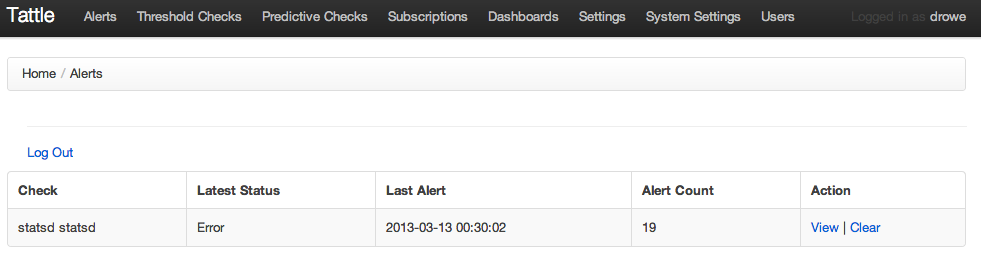 Tattle Alerts Threshold Checks Predictive Checks Subscriptions Dashboards Settings System Settings Users Logged in as drowe
Home / Alerts
Log Out
Check Latest Status Last Alert Alert Count Action
statsd statsd Error 2013-03-13 00:30:02 19 View | Clear